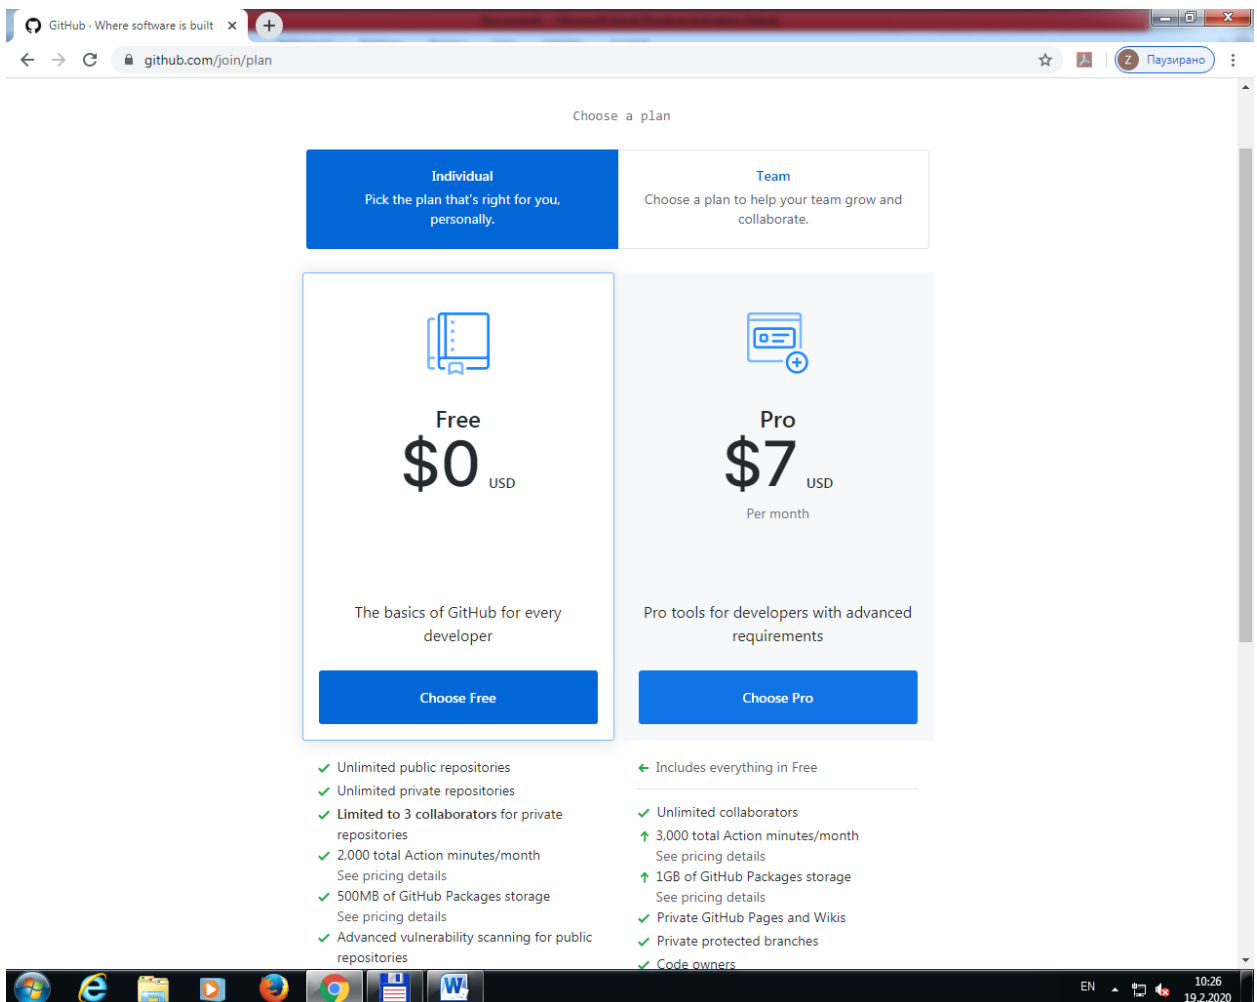 GitHub · Where software is built
github.com/join/plan
Z Паузирано
Choose a plan
Individual
Pick the plan that's right for you,
personally.
Team
Choose a plan to help your team grow and
collaborate.
Free
$0 USD
The basics of GitHub for every
developer
Choose Free
Unlimited public repositories
Unlimited private repositories
Limited to 3 collaborators for private
repositories
2,000 total Action minutes/month
See pricing details
500MB of GitHub Packages storage
See pricing details
Advanced vulnerability scanning for public
repositories
Pro
$7 USD
Per month
Pro tools for developers with advanced
requirements
Choose Pro
Includes everything in Free
Unlimited collaborators
3,000 total Action minutes/month
See pricing details
1GB of GitHub Packages storage
See pricing details
Private GitHub Pages and Wikis
Private protected branches
Code owners
EN
10:26
19.2.2020